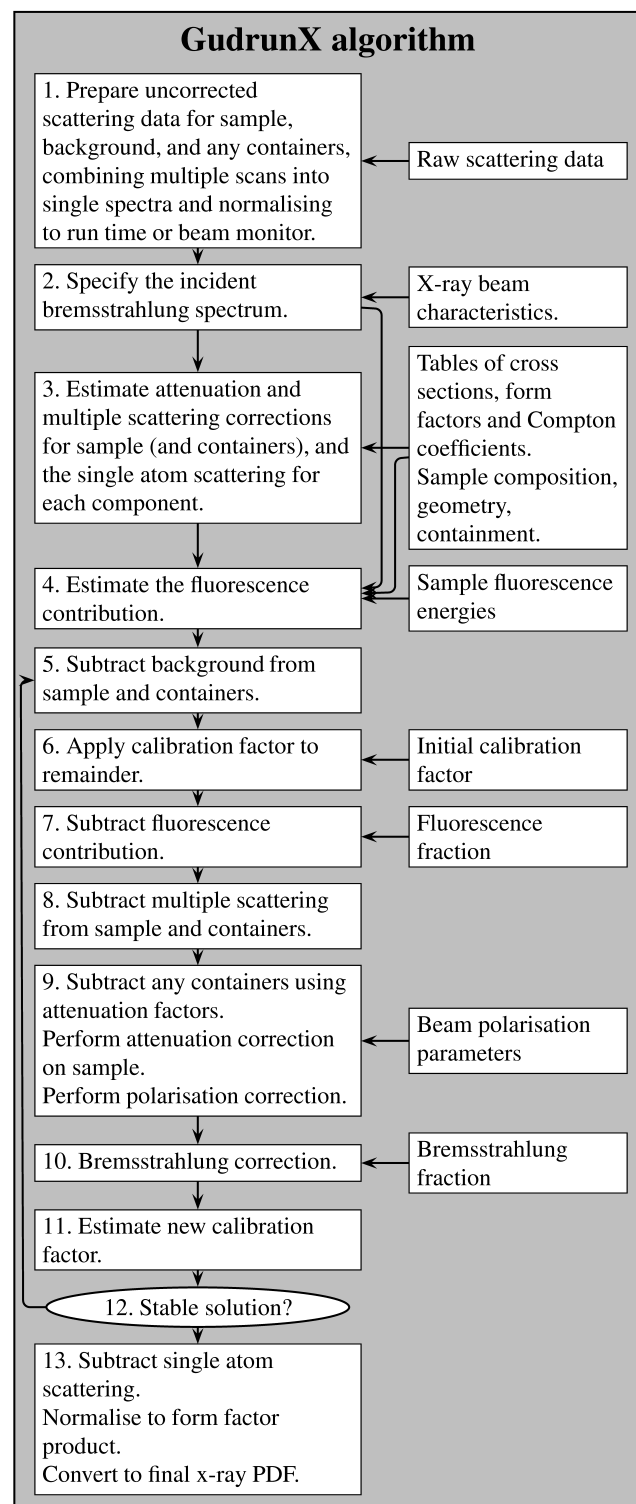 GudrunX algorithm
1. Prepare uncorrected
scattering data for sample,
background, and any containers,
combining multiple scans into
single spectra and normalising
to run time or beam monitor.
Raw scattering data
2. Specify the incident
bremsstrahlung spectrum.
X-ray beam
characteristics.
3. Estimate attenuation and
multiple scattering corrections
for sample (and containers), and
the single atom scattering for
each component.
Tables of cross
sections, form
factors and Compton
coefficients.
Sample composition,
geometry,
containment.
4. Estimate the fluorescence
contribution.
Sample fluorescence
energies
5. Subtract background from
sample and containers.
6. Apply calibration factor to
remainder.
Initial calibration
factor
7. Subtract fluorescence
contribution.
Fluorescence
fraction
8. Subtract multiple scattering
from sample and containers.
9. Subtract any containers using
attenuation factors.
Perform attenuation correction
on sample.
Perform polarisation correction.
Beam polarisation
parameters
10. Bremsstrahlung correction.
Bremsstrahlung
fraction
11. Estimate new calibration
factor.
12. Stable solution?
13. Subtract single atom
scattering.
Normalise to form factor
product.
Convert to final x-ray PDF.